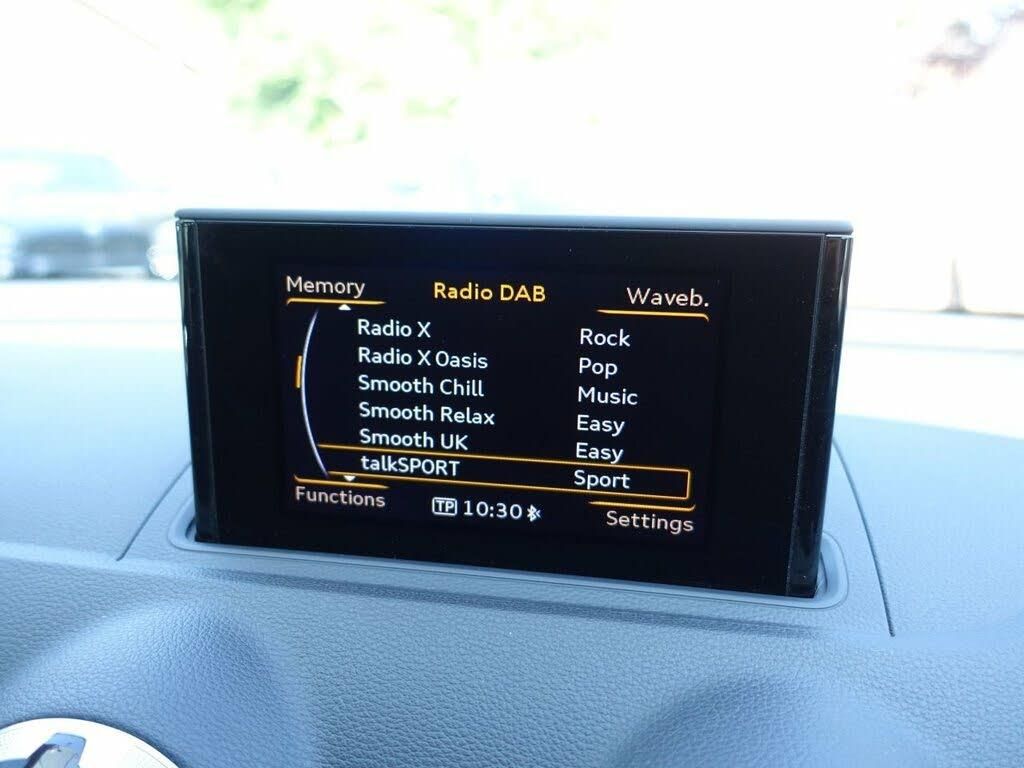 Memory Radio DAB Waveb.
Radio X Rock
Radio X Oasis Pop
Smooth Chill Music
Smooth Relax Easy
Smooth UK Easy
talkSPORT Sport
Functions TP 10:30 Settings